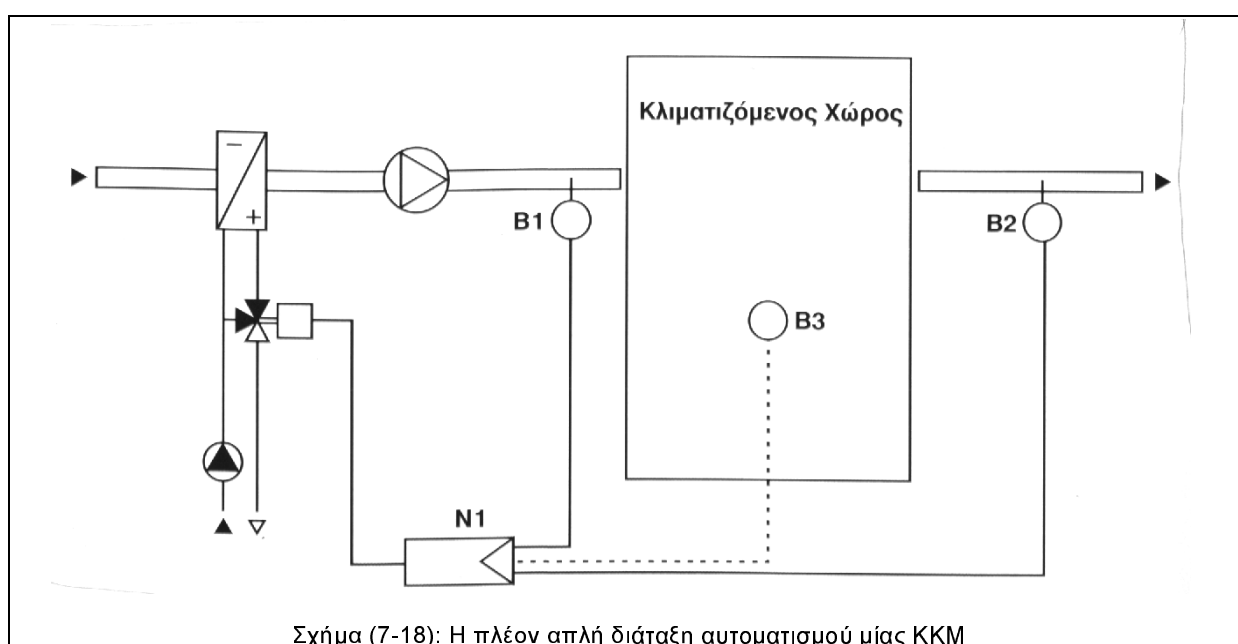 Κλιματιζόμενος Χώρος
−
+
B1
B2
B3
N1
Σχήμα (7-18): Η πλέον απλή διάταξη αυτοματισμού μίας ΚΚΜ